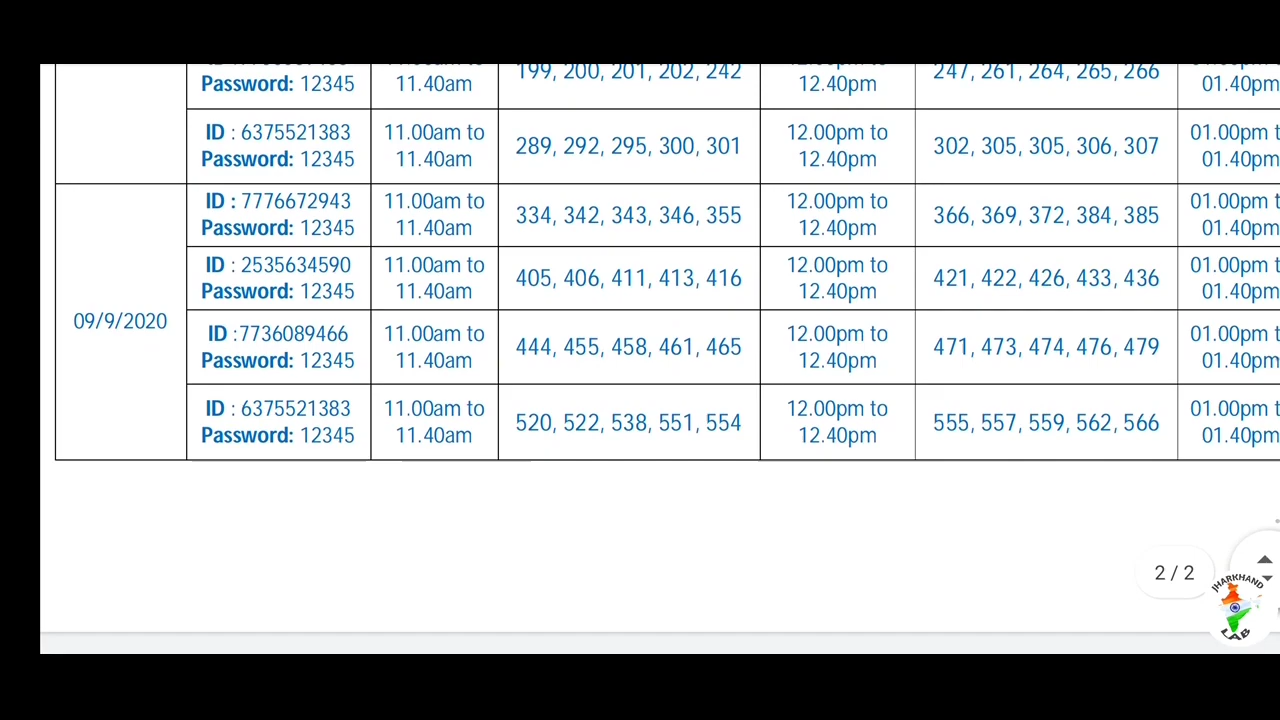 Password: 12345
11.40am
199, 200, 201, 202, 242
12.40pm
247, 261, 264, 265, 266
01.40pm
ID : 6375521383
Password: 12345
11.00am to
11.40am
289, 292, 295, 300, 301
12.00pm to
12.40pm
302, 305, 305, 306, 307
01.00pm t
01.40pm
09/9/2020
ID : 7776672943
Password: 12345
11.00am to
11.40am
334, 342, 343, 346, 355
12.00pm to
12.40pm
366, 369, 372, 384, 385
01.00pm t
01.40pm
ID : 2535634590
Password: 12345
11.00am to
11.40am
405, 406, 411, 413, 416
12.00pm to
12.40pm
421, 422, 426, 433, 436
01.00pm t
01.40pm
ID :7736089466
Password: 12345
11.00am to
11.40am
444, 455, 458, 461, 465
12.00pm to
12.40pm
471, 473, 474, 476, 479
01.00pm t
01.40pm
ID : 6375521383
Password: 12345
11.00am to
11.40am
520, 522, 538, 551, 554
12.00pm to
12.40pm
555, 557, 559, 562, 566
01.00pm t
01.40pm
2 / 2
JHARKHAND
LAB